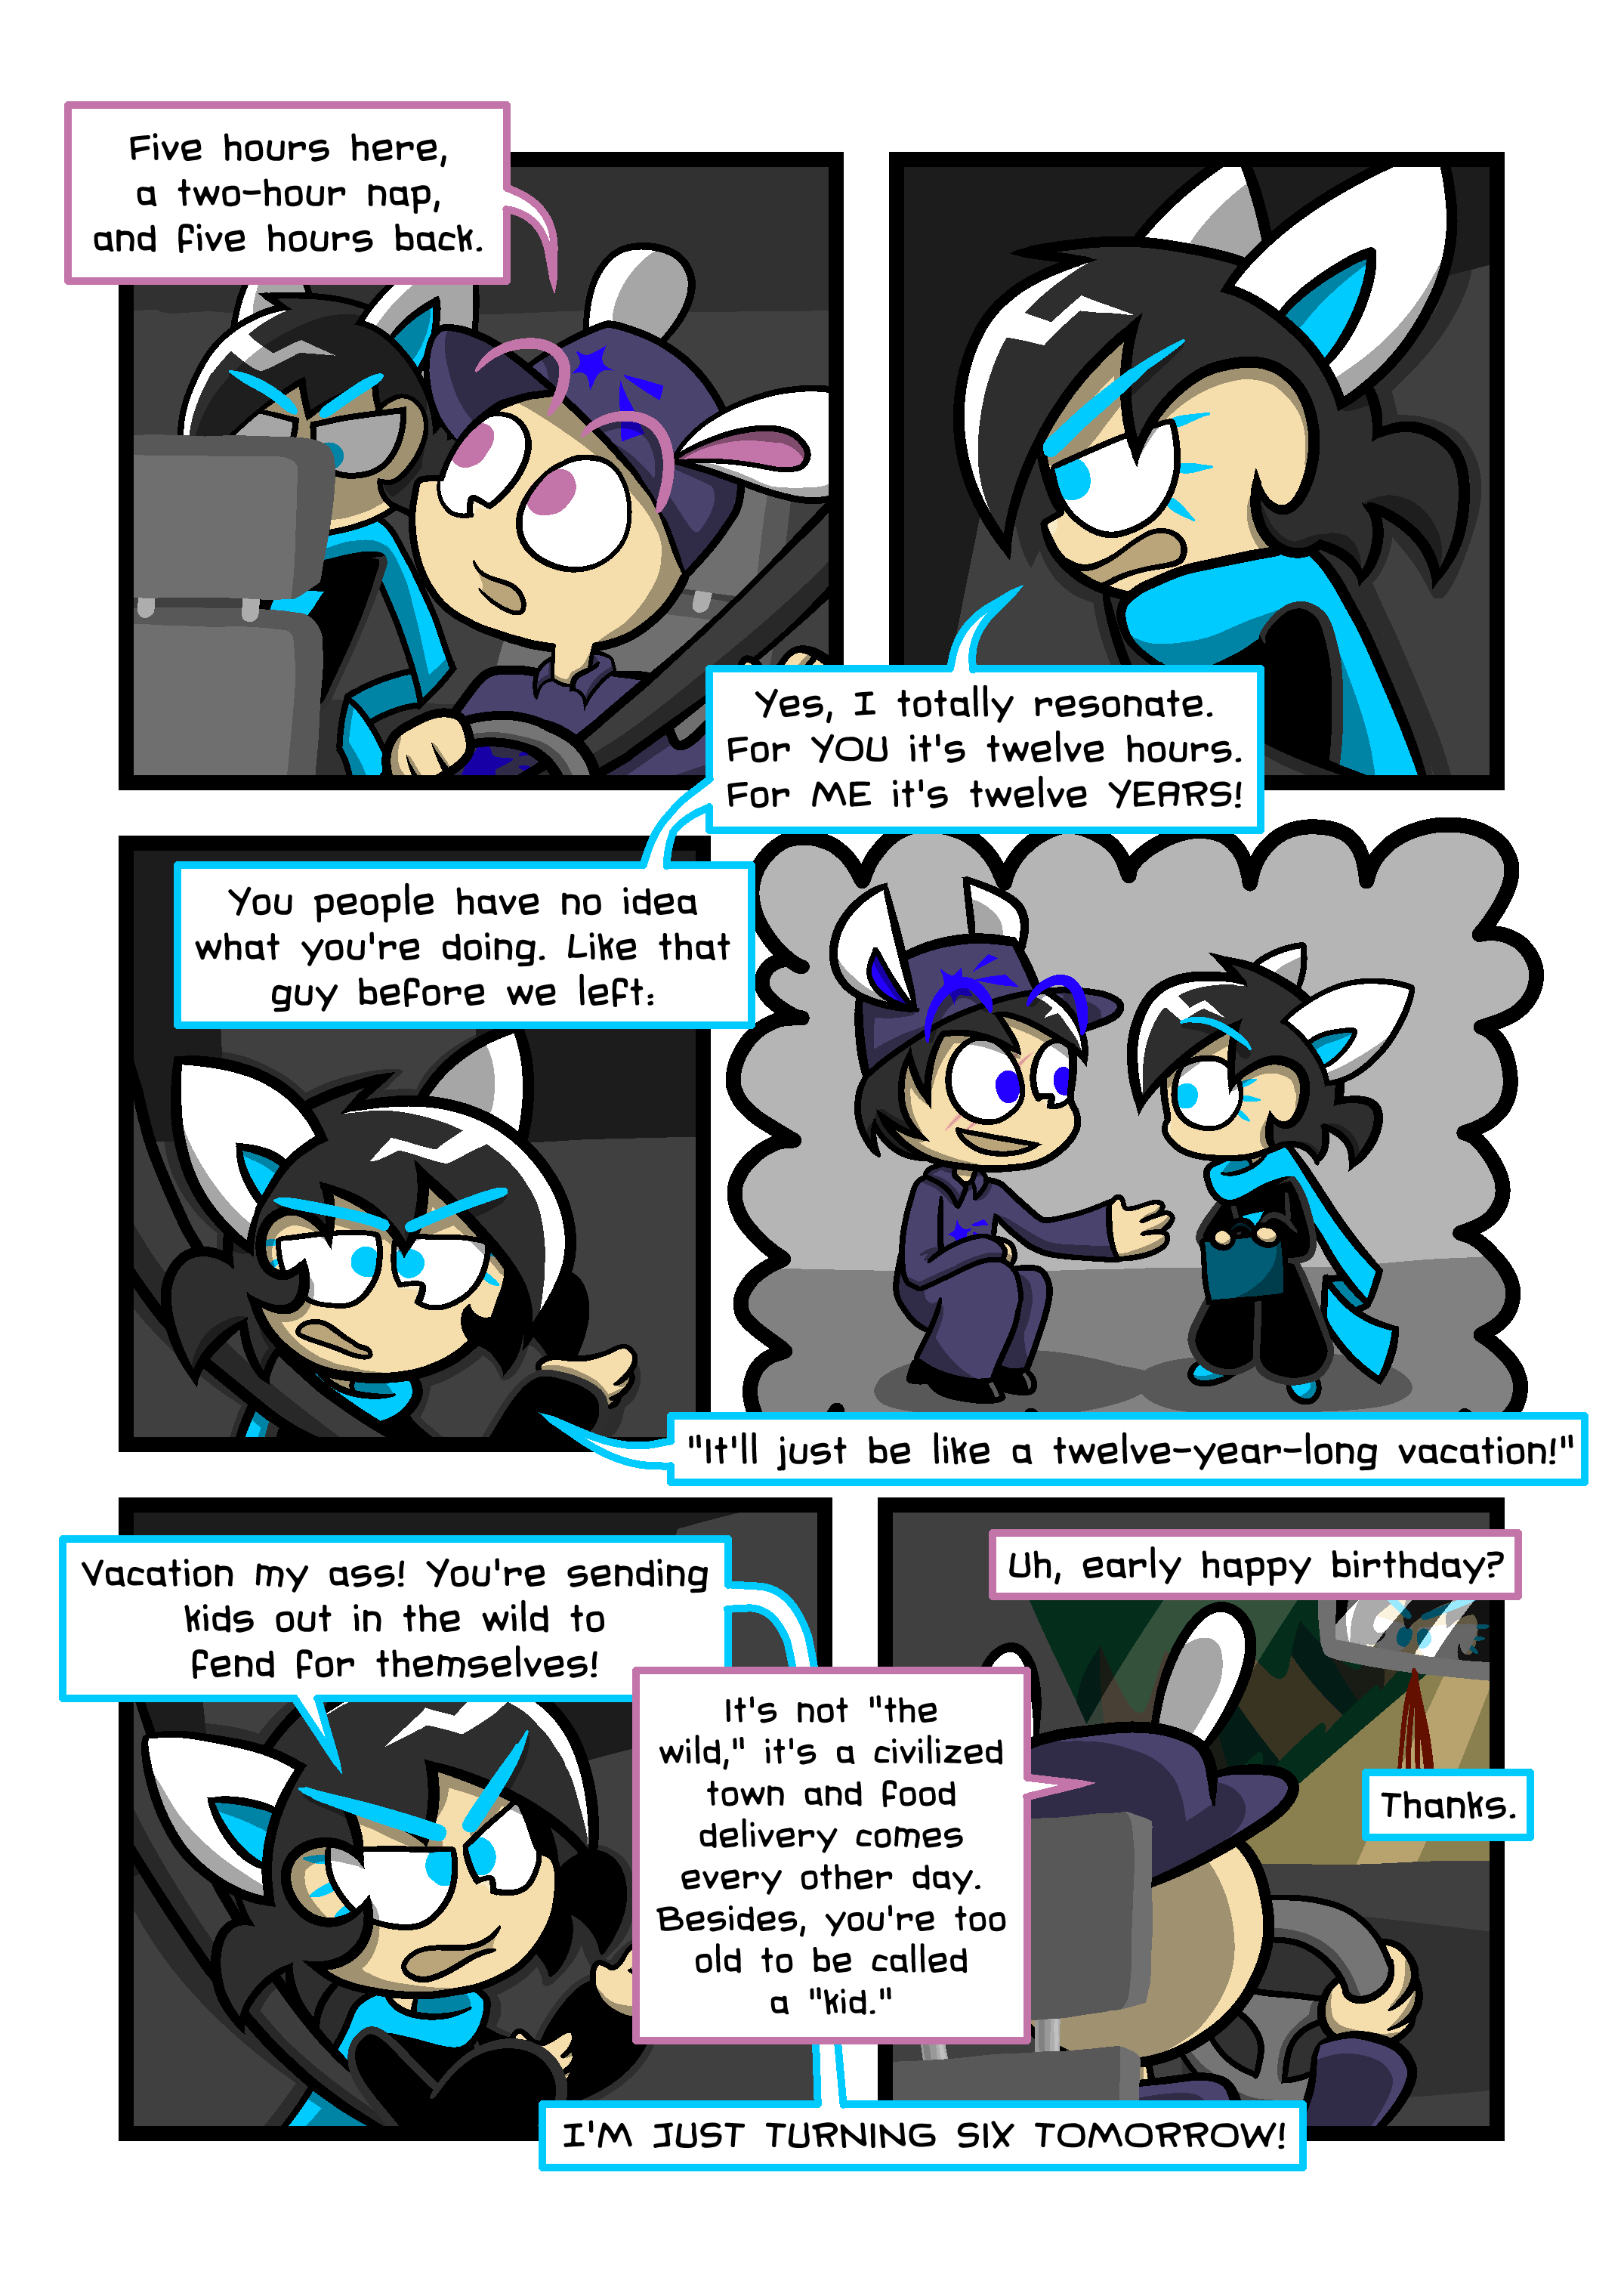 Five hours here,
a two-hour nap,
and five hours back.
Yes, I totally resonate.
For YOU it's twelve hours.
For ME it's twelve YEARS!
You people have no idea
what you're doing. Like that
guy before we left:
"It'll just be like a twelve-year-long vacation!"
Vacation my ass! You're sending
kids out in the wild to
fend for themselves!
It's not "the
wild," it's a civilized
town and food
delivery comes
every other day.
Besides, you're too
old to be called
a "kid."
I'M JUST TURNING SIX TOMORROW!
Uh, early happy birthday?
Thanks.